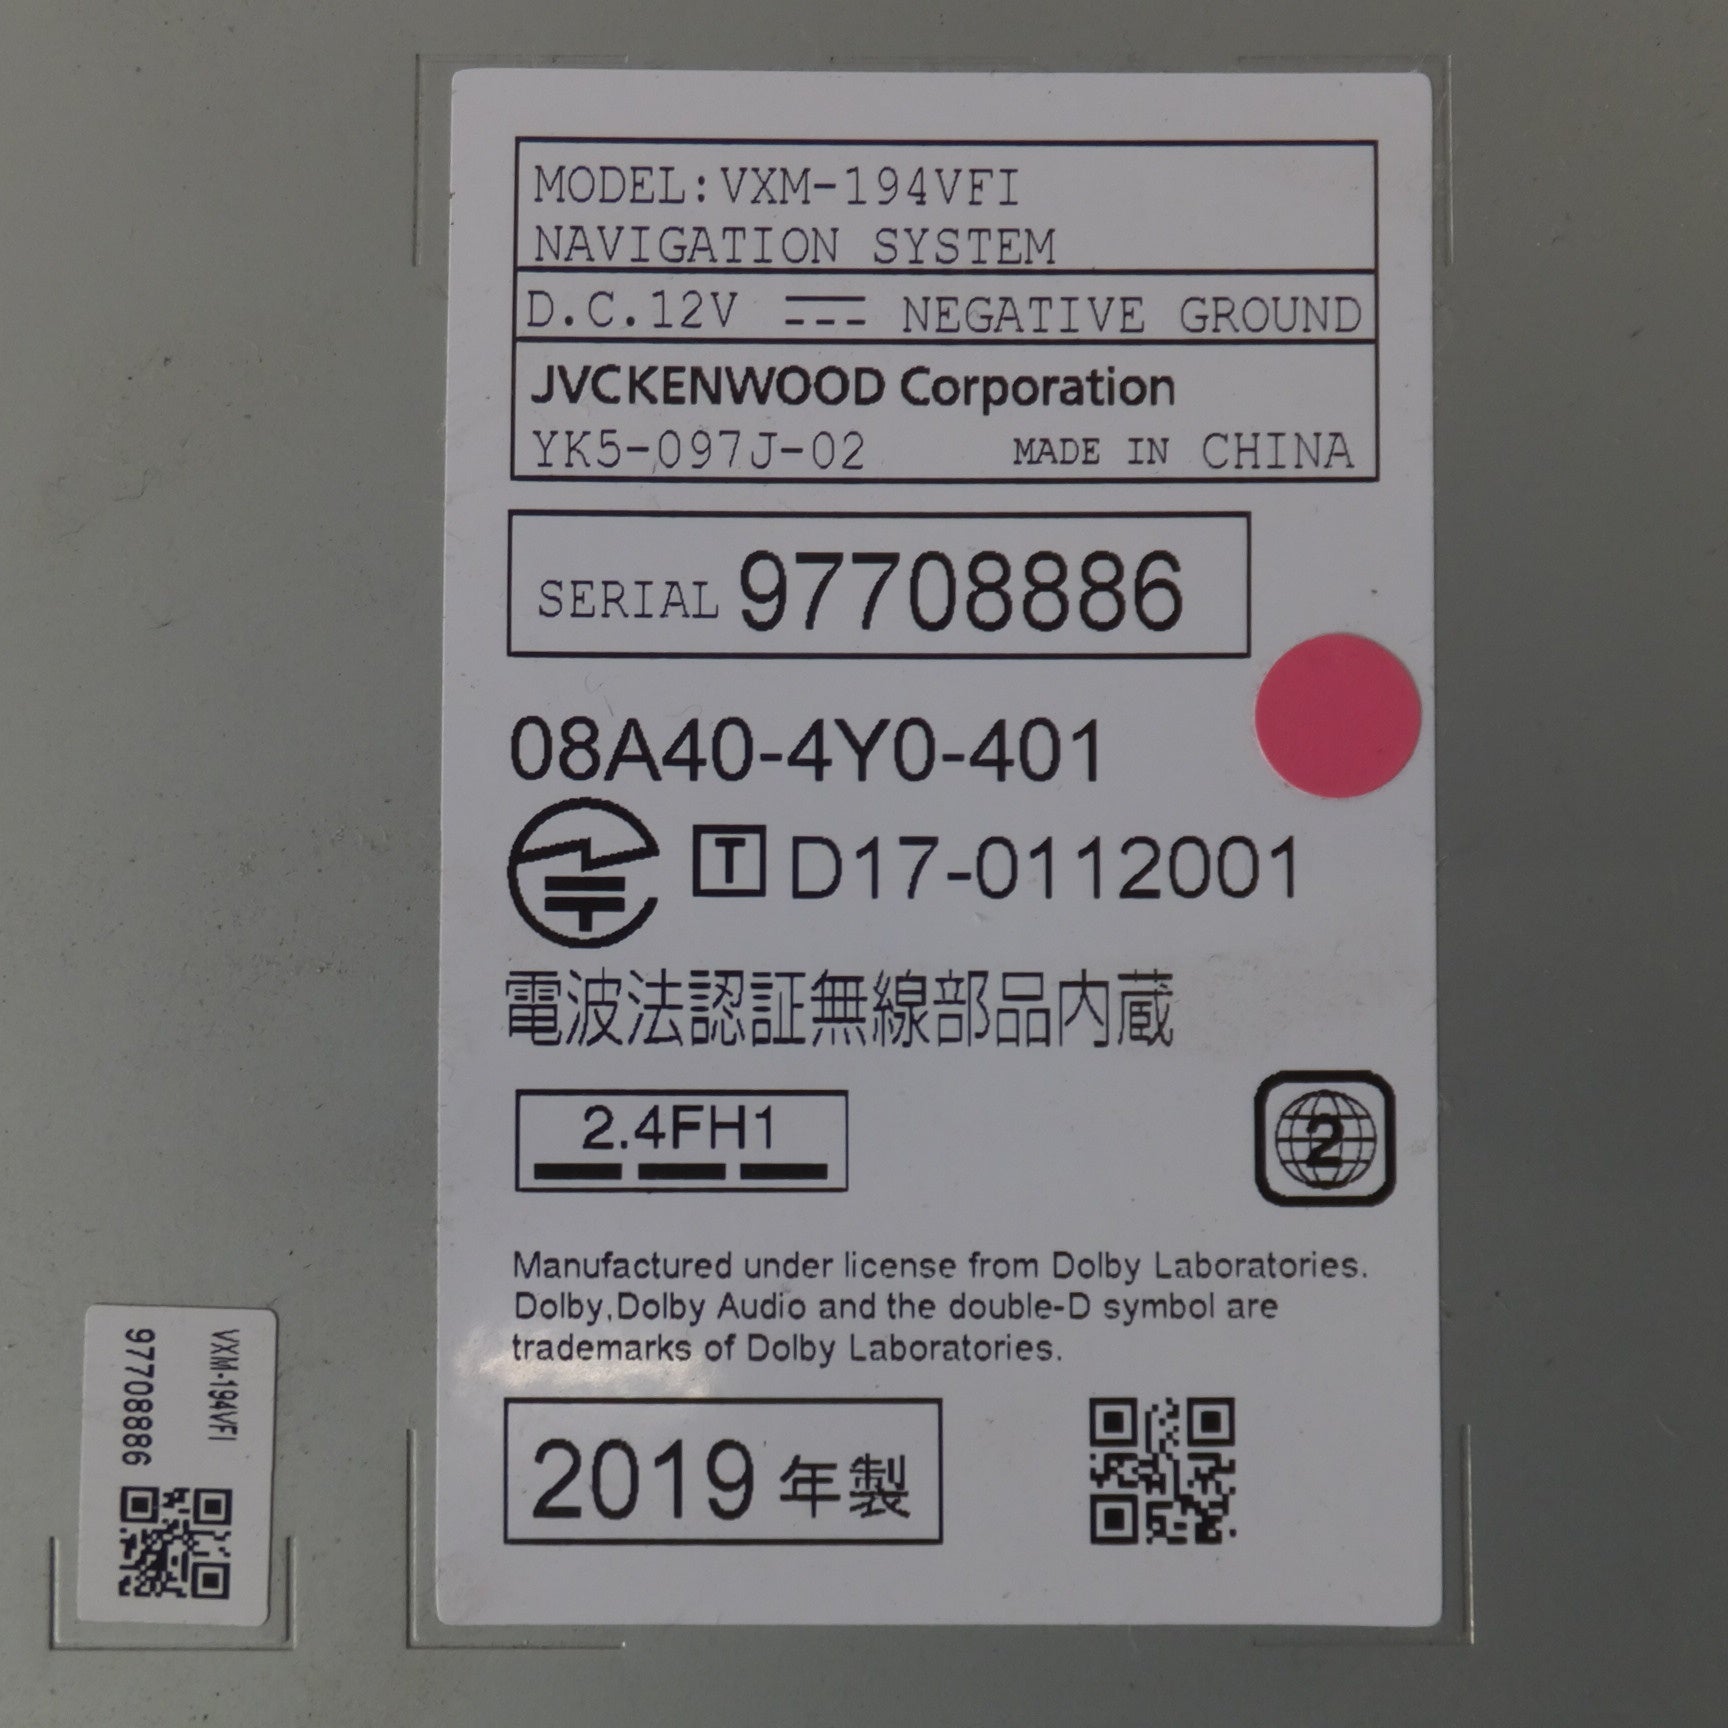 MODEL:VXM-194VFI
NAVIGATION SYSTEM
D.C.12V NEGATIVE GROUND
JVCKENWOOD Corporation
YK5-097J-02 MADE IN CHINA
SERIAL 97708886
08A40-4Y0-401
T D17-0112001
電波法認証無線部品内蔵
2.4FH1
2
Manufactured under license from Dolby Laboratories.
Dolby,Dolby Audio and the double-D symbol are
trademarks of Dolby Laboratories.
2019 年製
VXM-194VFI
97708886